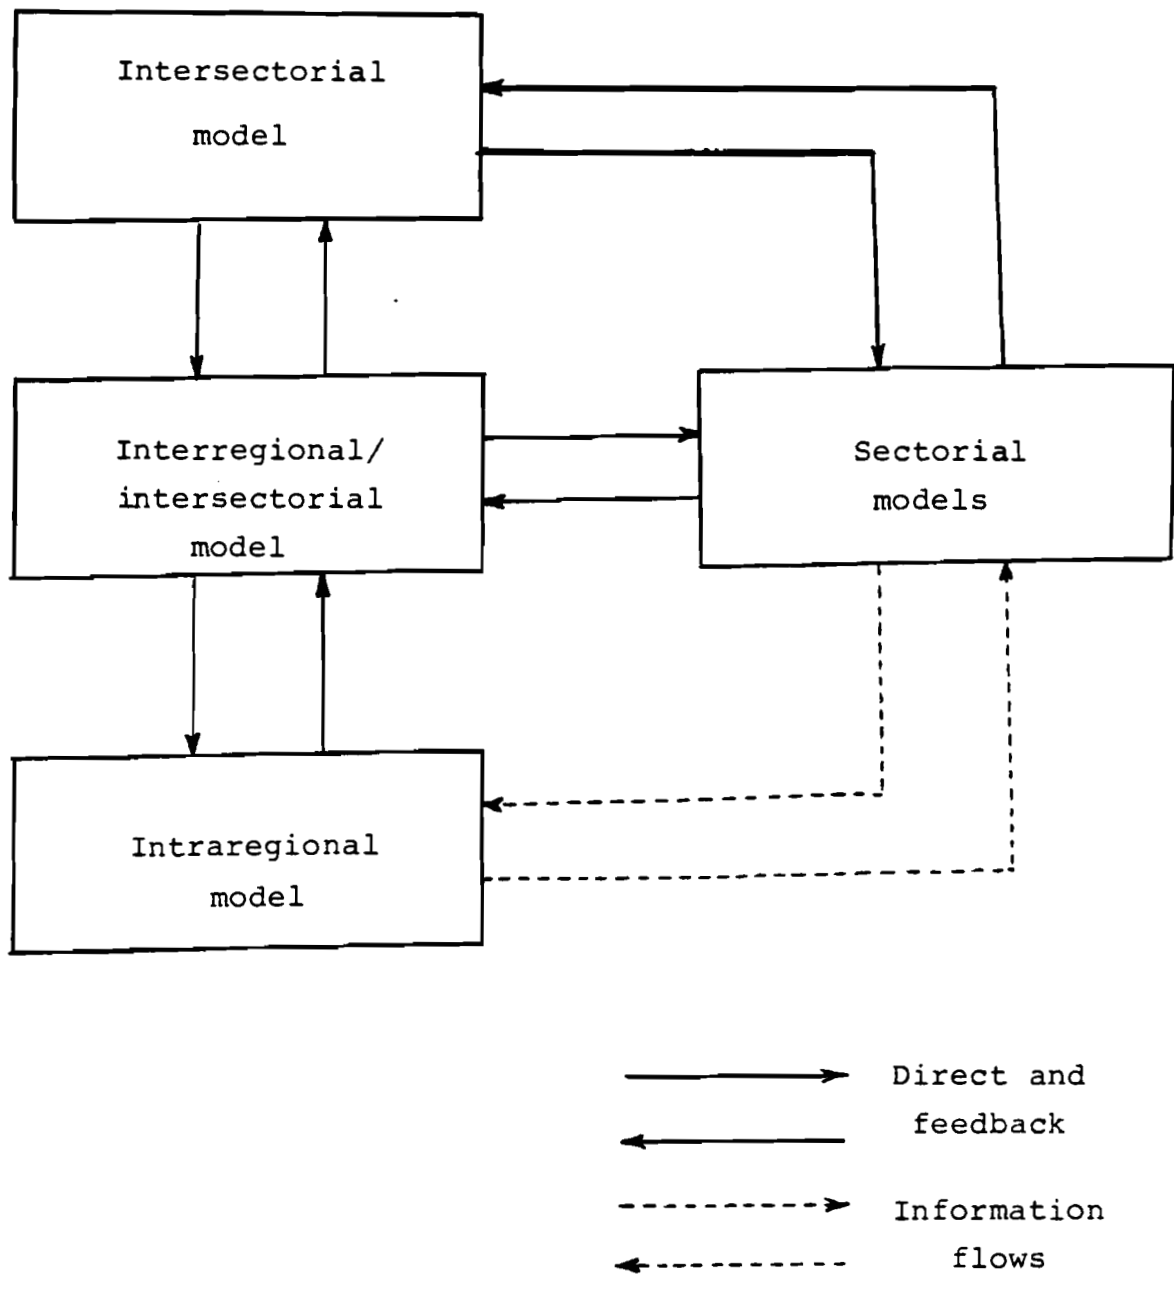 Intersectorial
model
Interregional/
intersectorial
model
Sectorial
models
Intraregional
model
Direct and
feedback
Information
flows